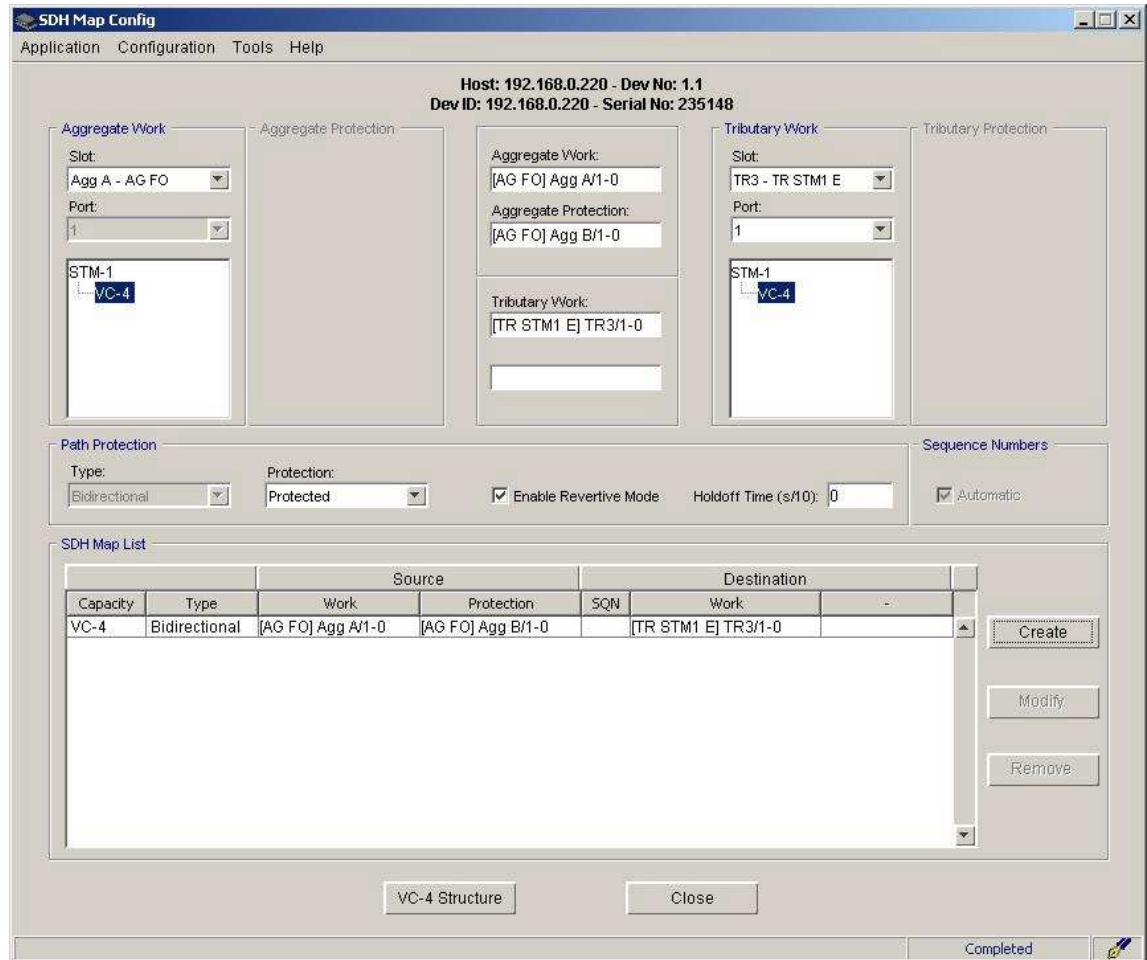 SDH Map Config
Application Configuration Tools Help
Host: 192.168.0.220 - Dev No: 1.1
Dev ID: 192.168.0.220 - Serial No: 235148
Aggregate Work
Slot:
Agg A - AG FO
Port:
1
STM-1
VC-4
Aggregate Protection
Aggregate Work:
[AG FO] Agg A/1-0
Aggregate Protection:
[AG FO] Agg B/1-0
Tributary Work:
[TR STM1 E] TR3/1-0
Tributary Work
Slot:
TR3 - TR STM1 E
Port:
1
STM-1
VC-4
Tributary Protection
Path Protection
Type:
Bidirectional
Protection:
Protected
Enable Revertive Mode
Holdoff Time (s/10): 0
Sequence Numbers
Automatic
SDH Map List
Source Destination
Capacity Type Work Protection SQN Work -
VC-4 Bidirectional [AG FO] Agg A/1-0 [AG FO] Agg B/1-0 [TR STM1 E] TR3/1-0
Create
Modify
Remove
VC-4 Structure Close
Completed